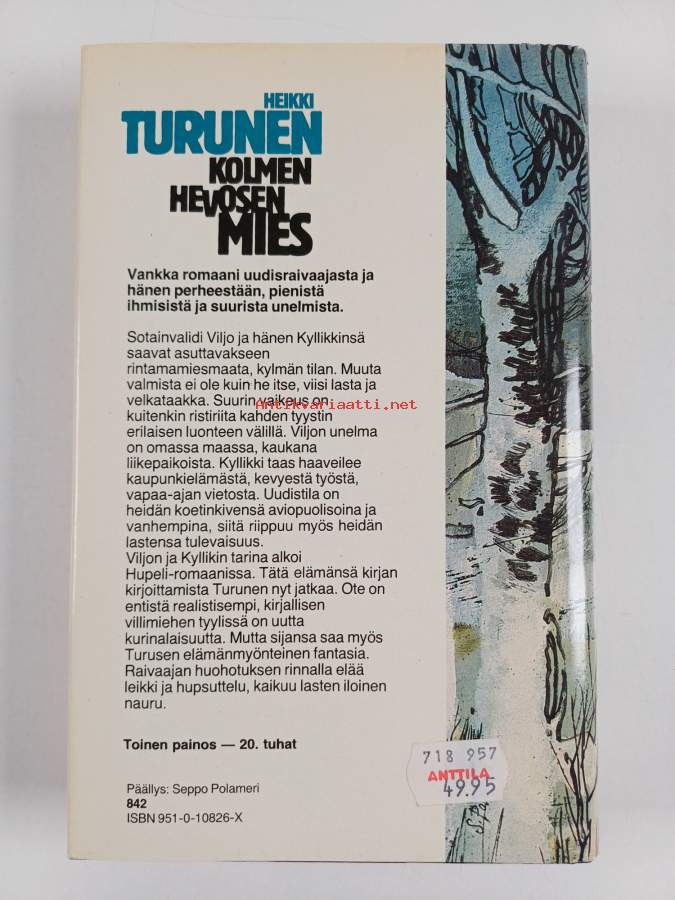 HEIKKI
TURUNEN
KOLMEN
HEVOSEN
MIES
Vankka romaani uudisraivaajasta ja
hänen perheestään, pienistä
ihmisistä ja suurista unelmista.
Sotainvalidi Viljo ja hänen Kyllikkinsä
saavat asuttavakseen
rintamamiesmaata, kylmän tilan. Muuta
valmista ei ole kuin he itse, viisi lasta ja
velkataakka. Suurin vaikeus on
Antikvariaatti.net
kuitenkin ristiriita kahden tyystin
erilaisen luonteen välillä. Viljon unelma
on omassa maassa, kaukana
liikepaikoista. Kyllikki taas haaveilee
kaupunkielämästä, kevyestä työstä,
vapaa-ajan vietosta. Uudistila on
heidän koetinkivensä aviopuolisoina ja
vanhempina, siitä riippuu myös heidän
lastensa tulevaisuus.
Viljon ja Kyllikin tarina alkoi
Hupeli-romaanissa. Tätä elämänsä kirjan
kirjoittamista Turunen nyt jatkaa. Ote on
entistä realistisempi, kirjallisen
villimiehen tyylissä on uutta
kurinalaisuutta. Mutta sijansa saa myös
Turusen elämänmyönteinen fantasia.
Raivaajan huohotuksen rinnalla elää
leikki ja hupsuttelu, kaikuu lasten iloinen
nauru.
Toinen painos — 20. tuhat
Päällys: Seppo Polameri
842
ISBN 951-0-10826-X
718 957
ANTTILA
49.95